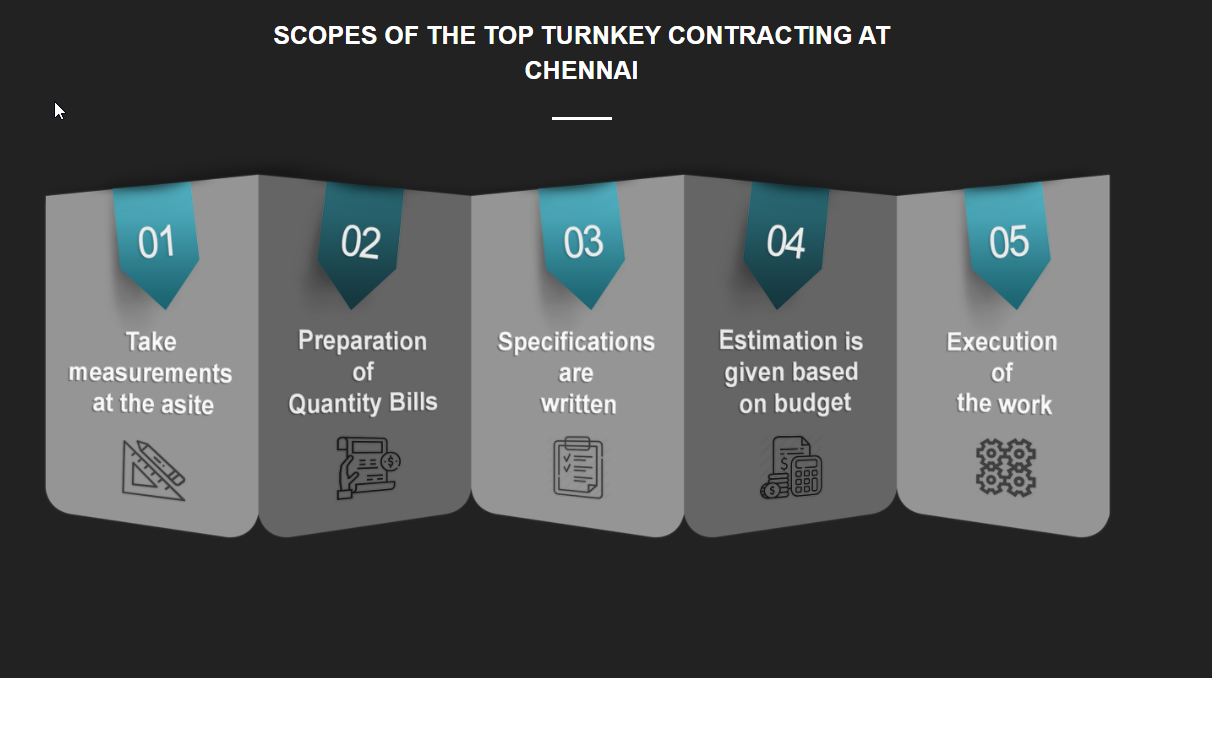 SCOPES OF THE TOP TURNKEY CONTRACTING AT
CHENNAI
01
Take
measurements
at the asite
02
Preparation
of
Quantity Bills
03
Specifications
are
written
04
Estimation is
given based
on budget
$
$
$
05
Execution
of
the work